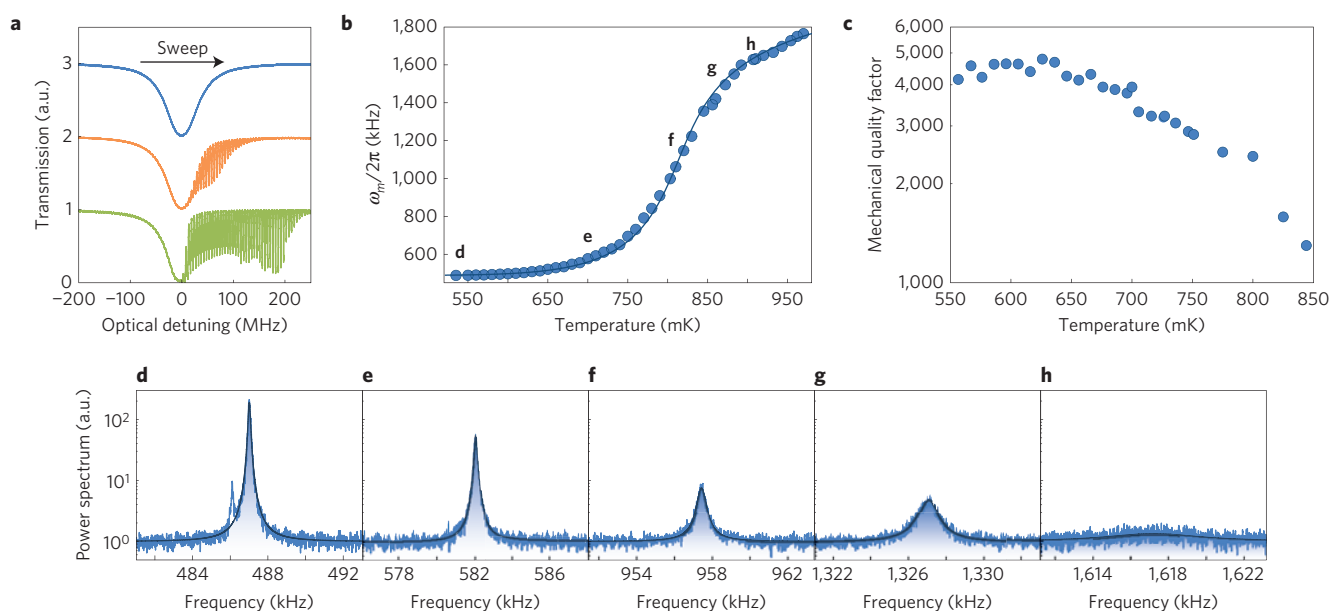 a
Sweep
Transmission (a.u.)
3
2
1
0
−200
−100
0
100
200
Optical detuning (MHz)
b
ω_m/2π (kHz)
1,800
1,600
1,400
1,200
1,000
800
600
d
e
f
g
h
550
650
750
850
950
Temperature (mK)
c
Mechanical quality factor
6,000
5,000
4,000
3,000
2,000
1,000
550
600
650
700
750
800
850
Temperature (mK)
d
e
f
g
h
Power spectrum (a.u.)
10²
10¹
10⁰
484 488 492
578 582 586
954 958 962
1,322 1,326 1,330
1,614 1,618 1,622
Frequency (kHz)
Frequency (kHz)
Frequency (kHz)
Frequency (kHz)
Frequency (kHz)